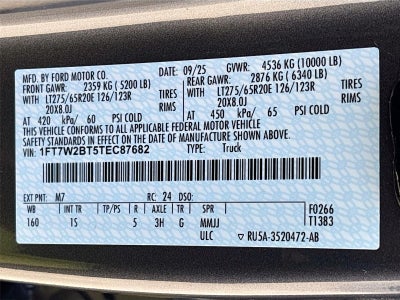 MFD. BY FORD MOTOR CO. 09/25 GVWR: 4536 KG (10000 LB)
FRONT GAWR: 2359 KG (5200 LB) REAR GAWR: 2876 KG (6340 LB)
WITH LT275/65R20E 126/123R TIRES WITH LT275/65R20E 126/123R TIRES
20X8.0J RIMS 20X8.0J RIMS
AT 420 kPa/ 60 PSI COLD AT 450 kPa/ 65 PSI COLD
THIS VEHICLE CONFORMS TO ALL APPLICABLE FEDERAL MOTOR VEHICLE
SAFETY STANDARDS IN EFFECT ON THE DATE OF MANUFACTURE SHOWN ABOVE.
VIN: 1FT7W2BT5TEC87682 TYPE: Truck
EXT PNT: M7 RC: 24 DSO:
WB INT TR TP/PS R AXLE TR SPR F0266
160 1S 5 3H G MMJJ T1383
ULC RU5A-3520472-AB